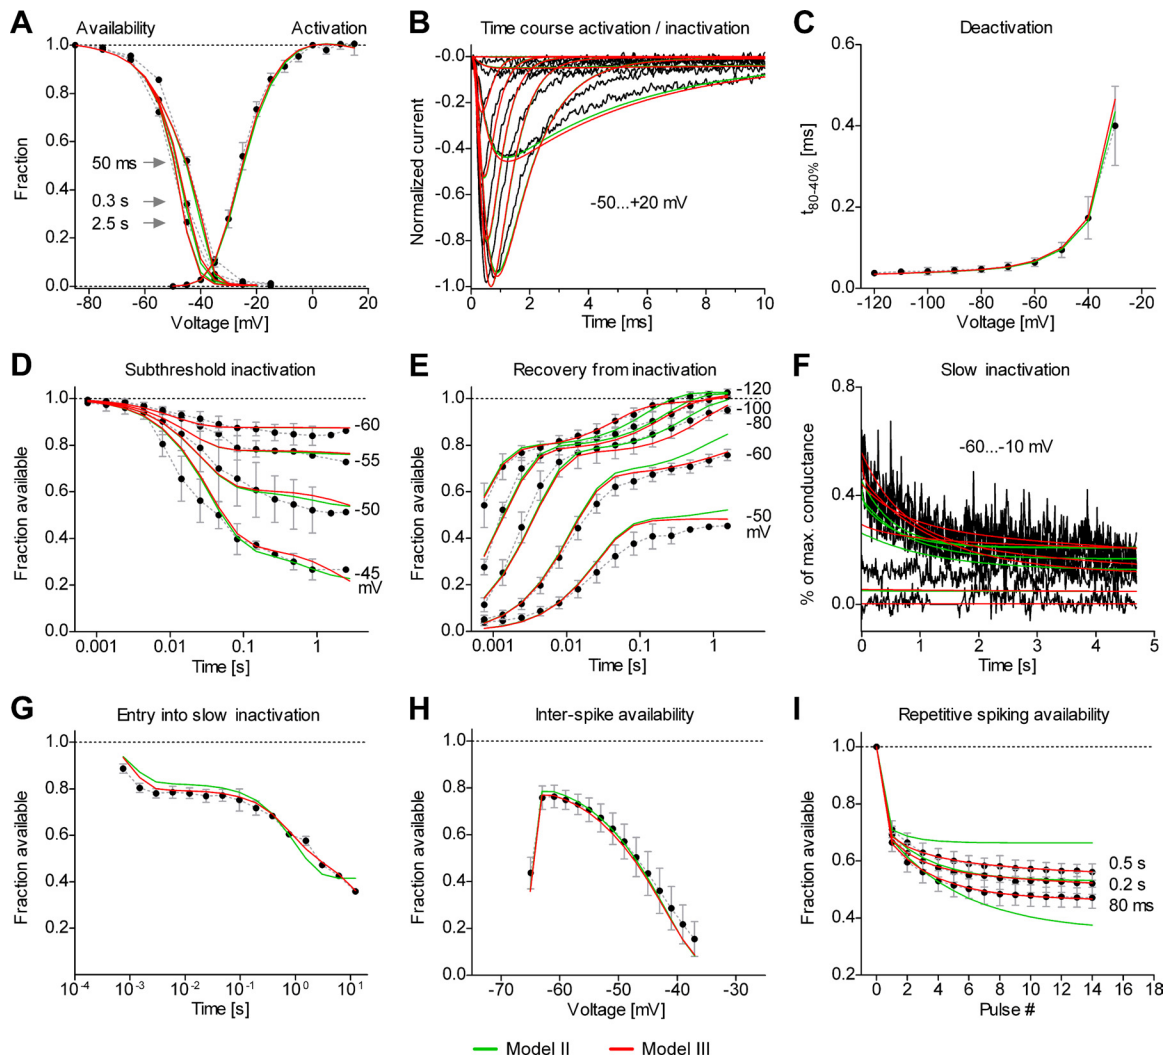 A
Availability
Activation
1.0
0.8
0.6
0.4
0.2
0.0
Fraction
50 ms
0.3 s
2.5 s
-80 -60 -40 -20 0 20
Voltage [mV]
B
Time course activation / inactivation
-0.0
-0.2
-0.4
-0.6
-0.8
-1.0
Normalized current
-50...+20 mV
0 2 4 6 8 10
Time [ms]
C
Deactivation
0.6
0.4
0.2
0.0
t80-40% [ms]
-120 -100 -80 -60 -40 -20
Voltage [mV]
D
Subthreshold inactivation
1.0
0.8
0.6
0.4
0.2
0.0
Fraction available
-60
-55
-50
-45
mV
0.001 0.01 0.1 1
Time [s]
E
Recovery from inactivation
1.0
0.8
0.6
0.4
0.2
0.0
Fraction available
-120
-100
-80
-60
-50
mV
0.001 0.01 0.1 1
Time [s]
F
Slow inactivation
0.8
0.4
0.0
% of max. conductance
-60...-10 mV
0 1 2 3 4 5
Time [s]
G
Entry into slow inactivation
1.0
0.8
0.6
0.4
0.2
0.0
Fraction available
10-4 10-3 10-2 10-1 100 101
Time [s]
H
Inter-spike availability
1.0
0.8
0.6
0.4
0.2
0.0
Fraction available
-70 -60 -50 -40 -30
Voltage [mV]
I
Repetitive spiking availability
1.0
0.8
0.6
0.4
0.2
Fraction available
0.5 s
0.2 s
80 ms
0 2 4 6 8 10 12 14 16 18
Pulse #
Model II
Model III